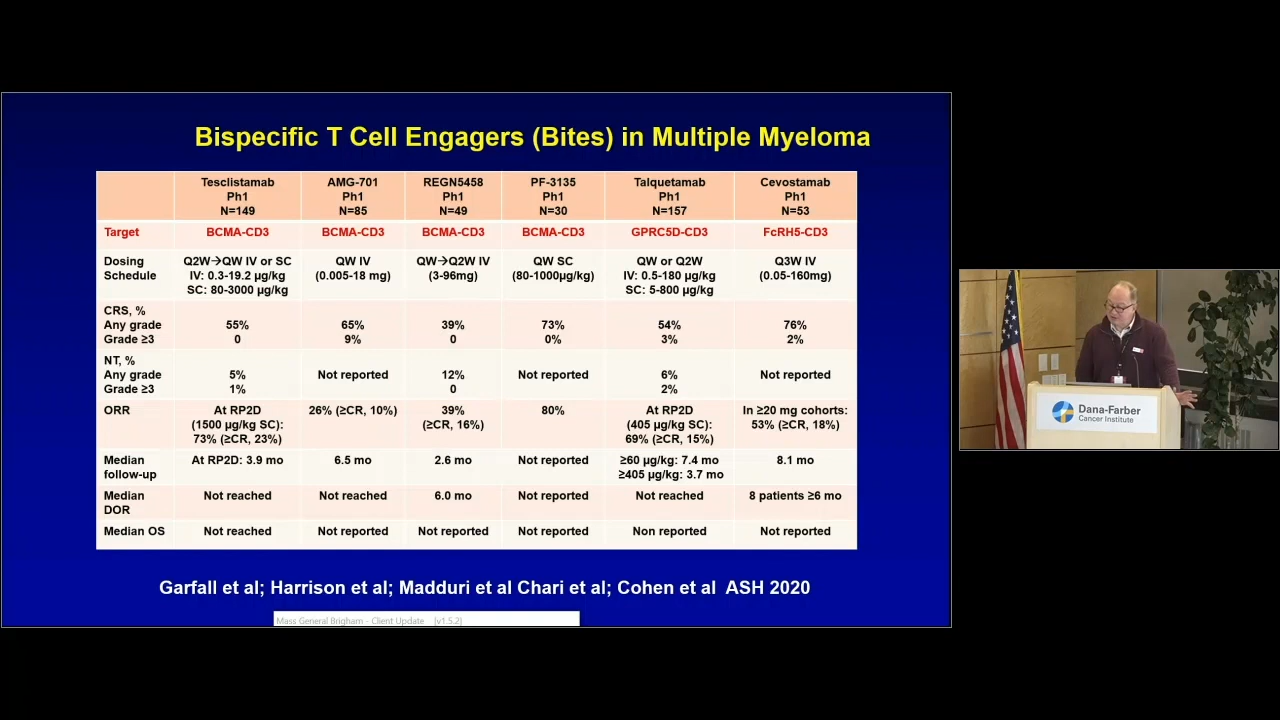 Bispecific T Cell Engagers (Bites) in Multiple Myeloma
Tesclistamab
Ph1
N=149
AMG-701
Ph1
N=85
REGN5458
Ph1
N=49
PF-3135
Ph1
N=30
Talquetamab
Ph1
N=157
Cevostamab
Ph1
N=53
Target
BCMA-CD3
BCMA-CD3
BCMA-CD3
BCMA-CD3
GPRC5D-CD3
FcRH5-CD3
Dosing
Schedule
Q2W→QW IV or SC
IV: 0.3-19.2 µg/kg
SC: 80-3000 µg/kg
QW IV
(0.005-18 mg)
QW→Q2W IV
(3-96mg)
QW SC
(80-1000µg/kg)
QW or Q2W
IV: 0.5-180 µg/kg
SC: 5-800 µg/kg
Q3W IV
(0.05-160mg)
CRS, %
Any grade
Grade ≥3
55%
0
65%
9%
39%
0
73%
0%
54%
3%
76%
2%
NT, %
Any grade
Grade ≥3
5%
1%
Not reported
12%
0
Not reported
6%
2%
Not reported
ORR
At RP2D
(1500 µg/kg SC):
73% (≥CR, 23%)
26% (≥CR, 10%)
39%
(≥CR, 16%)
80%
At RP2D
(405 µg/kg SC):
69% (≥CR, 15%)
In ≥20 mg cohorts:
53% (≥CR, 18%)
Median
follow-up
At RP2D: 3.9 mo
6.5 mo
2.6 mo
Not reported
≥60 µg/kg: 7.4 mo
≥405 µg/kg: 3.7 mo
8.1 mo
Median
DOR
Not reached
Not reached
6.0 mo
Not reported
Not reached
8 patients ≥6 mo
Median OS
Not reached
Not reported
Not reported
Not reported
Non reported
Not reported
Garfall et al; Harrison et al; Madduri et al Chari et al; Cohen et al ASH 2020
Mass General Brigham - Client Update [v1.5.2]
Dana-Farber
Cancer Institute